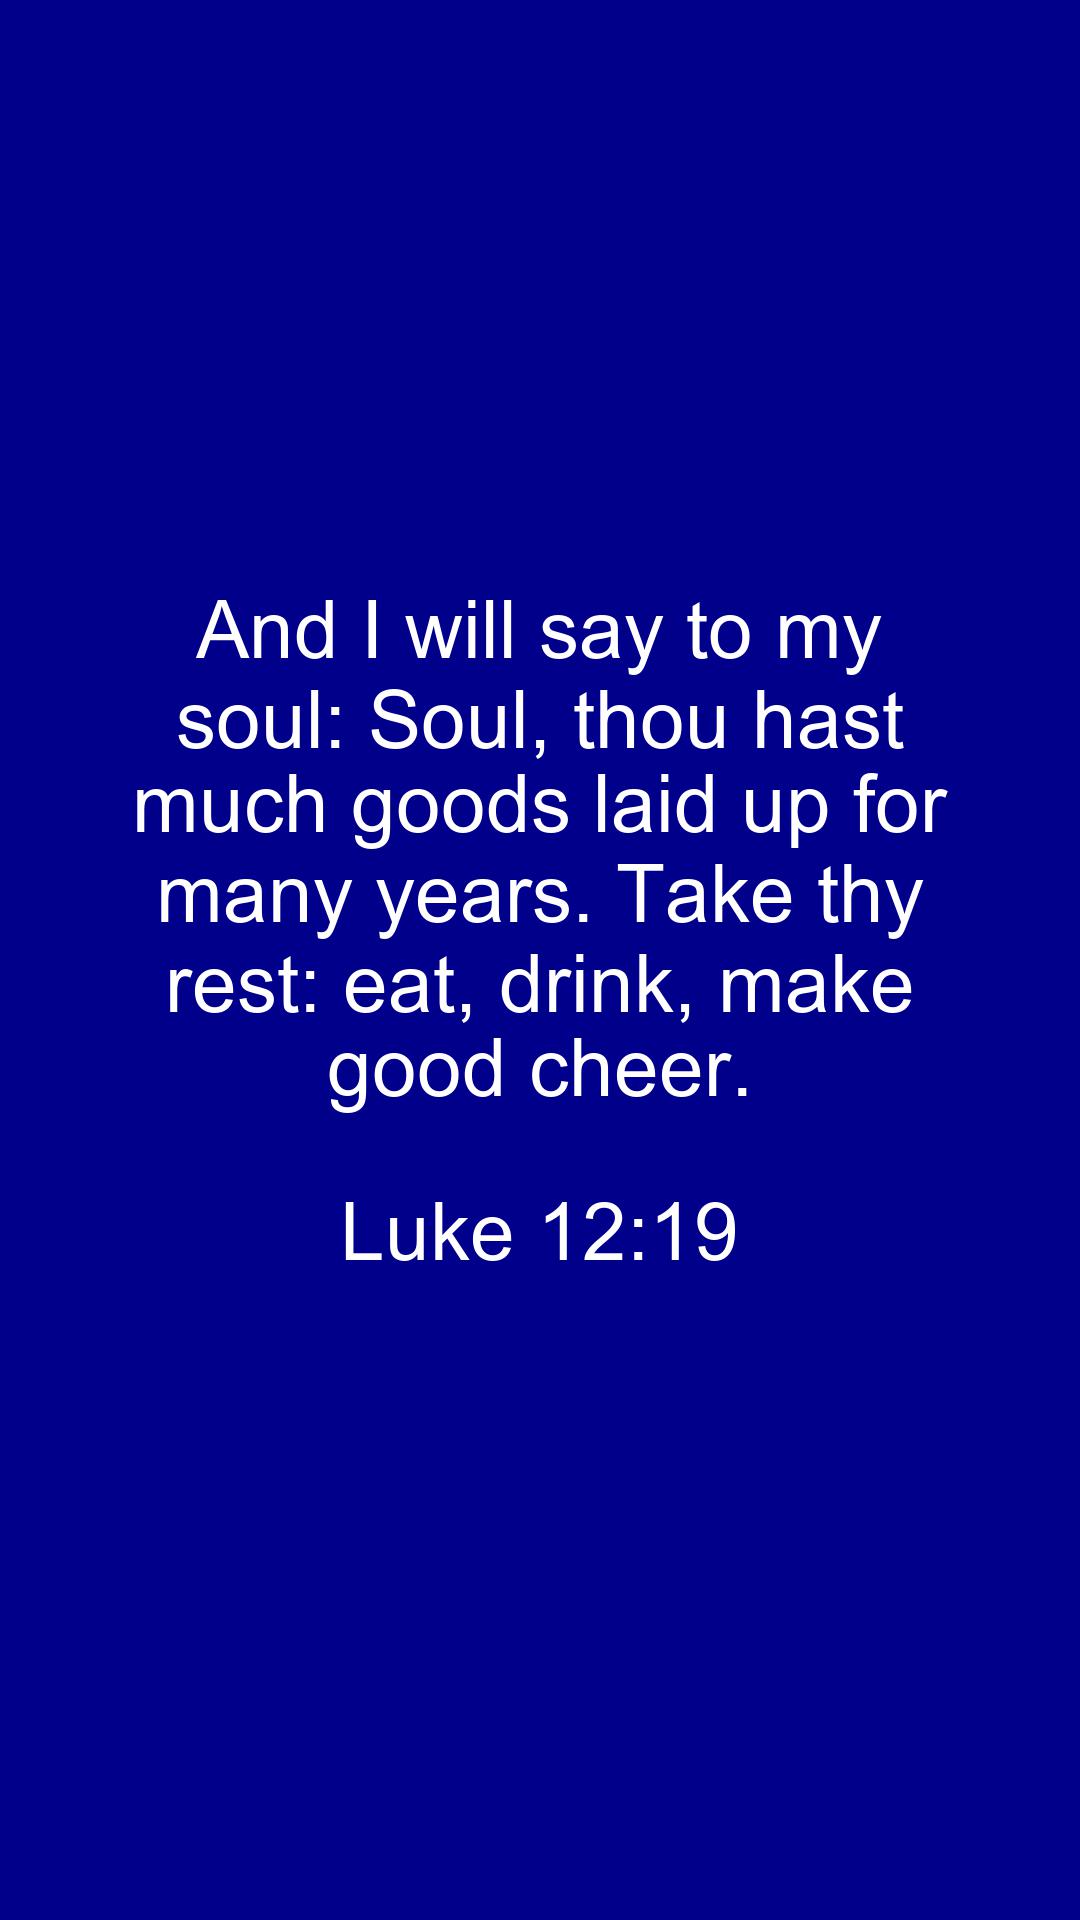 And I will say to my
soul: Soul, thou hast
much goods laid up for
many years. Take thy
rest: eat, drink, make
good cheer.
Luke 12:19